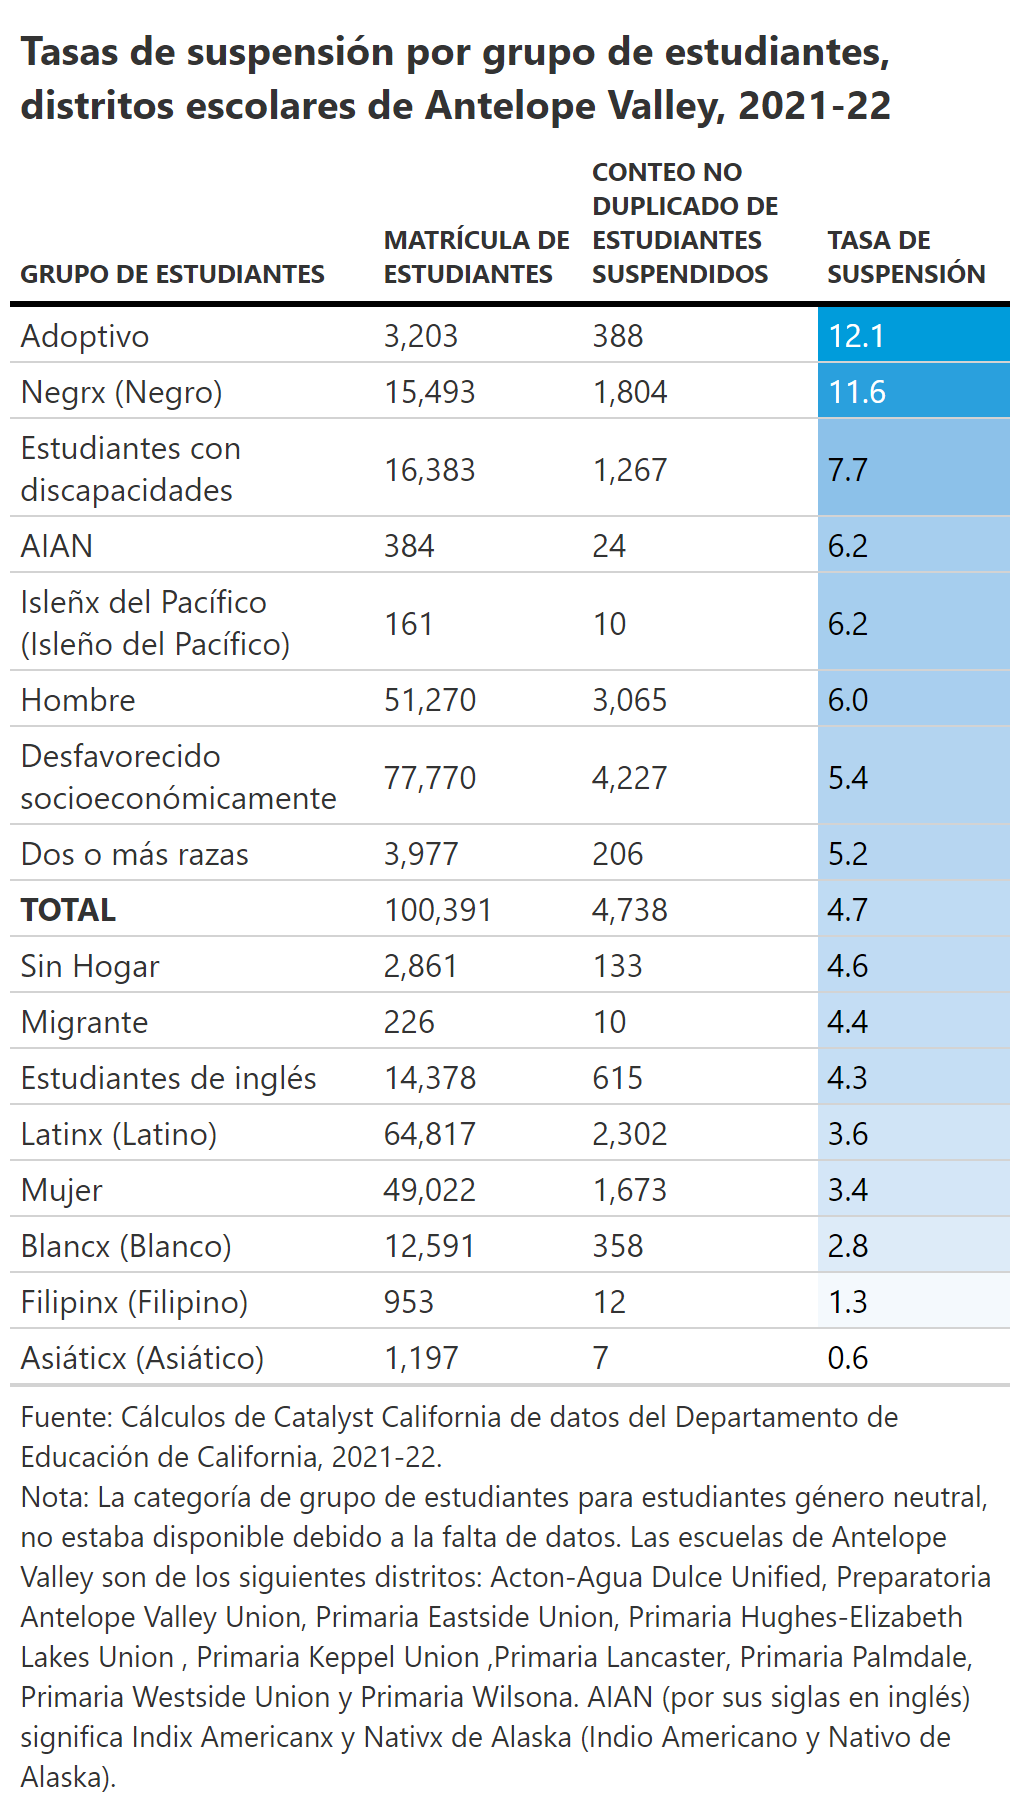 Tasas de suspensión por grupo de estudiantes,
distritos escolares de Antelope Valley, 2021-22
GRUPO DE ESTUDIANTES
MATRÍCULA DE
ESTUDIANTES
CONTEO NO
DUPLICADO DE
ESTUDIANTES
SUSPENDIDOS
TASA DE
SUSPENSIÓN
Adoptivo 3,203 388 12.1
Negrx (Negro) 15,493 1,804 11.6
Estudiantes con
discapacidades 16,383 1,267 7.7
AIAN 384 24 6.2
Isleñx del Pacífico
(Isleño del Pacífico) 161 10 6.2
Hombre 51,270 3,065 6.0
Desfavorecido
socioeconómicamente 77,770 4,227 5.4
Dos o más razas 3,977 206 5.2
TOTAL 100,391 4,738 4.7
Sin Hogar 2,861 133 4.6
Migrante 226 10 4.4
Estudiantes de inglés 14,378 615 4.3
Latinx (Latino) 64,817 2,302 3.6
Mujer 49,022 1,673 3.4
Blancx (Blanco) 12,591 358 2.8
Filipinx (Filipino) 953 12 1.3
Asiáticx (Asiático) 1,197 7 0.6
Fuente: Cálculos de Catalyst California de datos del Departamento de
Educación de California, 2021-22.
Nota: La categoría de grupo de estudiantes para estudiantes género neutral,
no estaba disponible debido a la falta de datos. Las escuelas de Antelope
Valley son de los siguientes distritos: Acton-Agua Dulce Unified, Preparatoria
Antelope Valley Union, Primaria Eastside Union, Primaria Hughes-Elizabeth
Lakes Union , Primaria Keppel Union ,Primaria Lancaster, Primaria Palmdale,
Primaria Westside Union y Primaria Wilsona. AIAN (por sus siglas en inglés)
significa Indix Americanx y Nativx de Alaska (Indio Americano y Nativo de
Alaska).